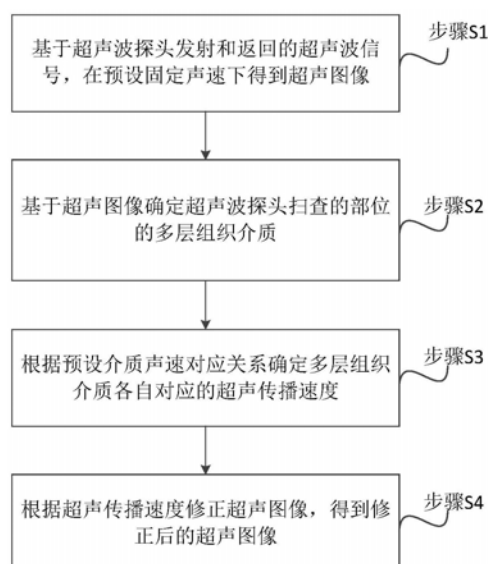 步骤S1
基于超声波探头发射和返回的超声波信
号，在预设固定声速下得到超声图像
步骤S2
基于超声图像确定超声波探头扫查的部位
的多层组织介质
步骤S3
根据预设介质声速对应关系确定多层组织
介质各自对应的超声传播速度
步骤S4
根据超声传播速度修正超声图像，得到修
正后的超声图像